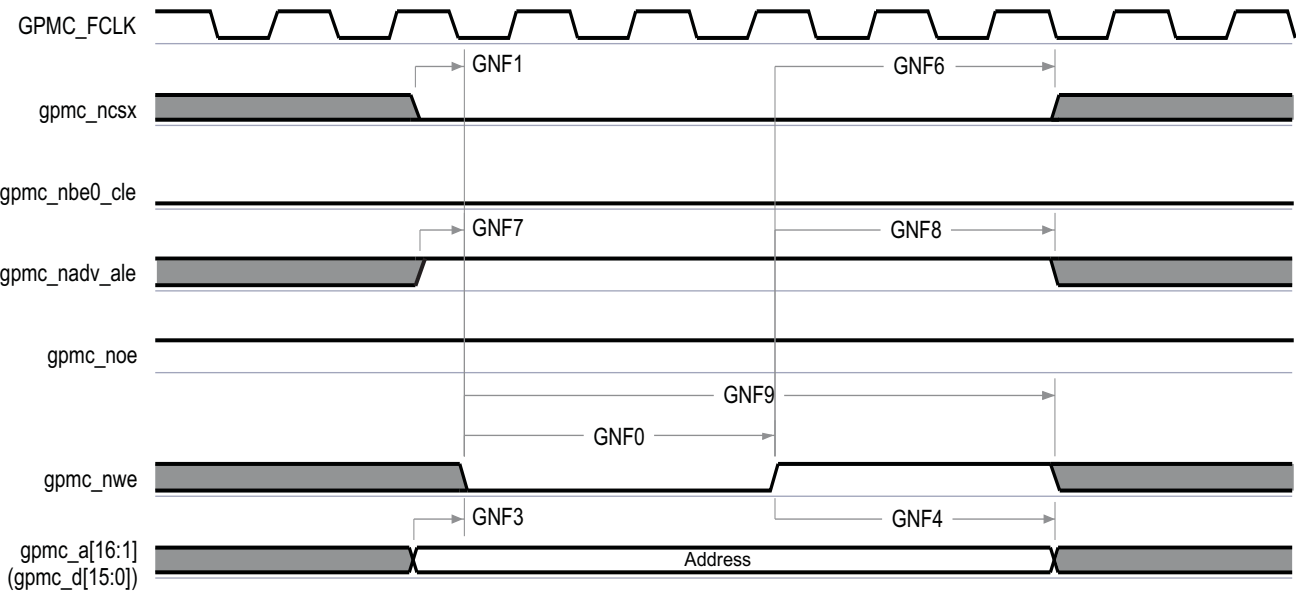 GPMC_FCLK
GNF1
GNF6
gpmc_ncsx
gpmc_nbe0_cle
GNF7
GNF8
gpmc_nadv_ale
gpmc_noe
GNF9
GNF0
gpmc_nwe
GNF3
GNF4
gpmc_a[16:1]
(gpmc_d[15:0])
Address